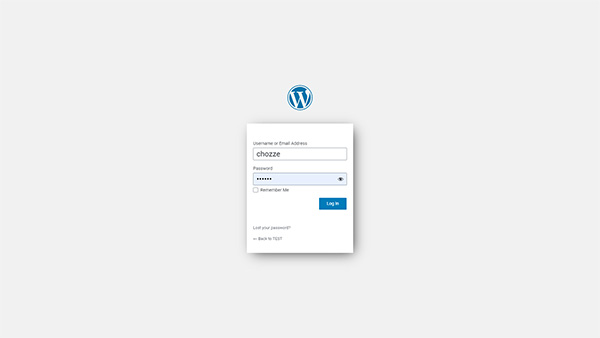 Username or Email Address
chozze
Password
••••••
Remember Me
Log In
Lost your password?
← Back to TEST